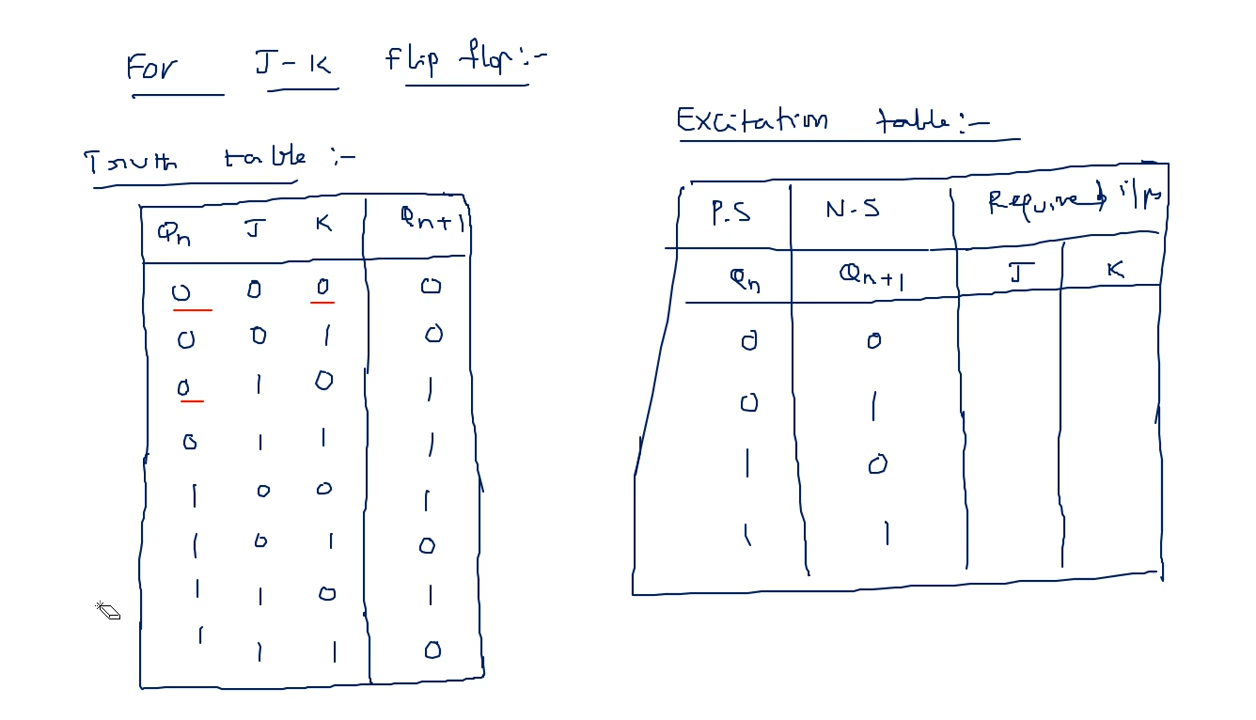 For J-K flip flop:-
Truth table :-
Qn J K Qn+1
0 0 0 0
0 0 1 0
0 1 0 1
0 1 1 1
1 0 0 1
1 0 1 0
1 1 0 1
1 1 1 0
Excitation table:-
P.S N.S Required i/ps
Qn Qn+1 J K
0 0
0 1
1 0
1 1